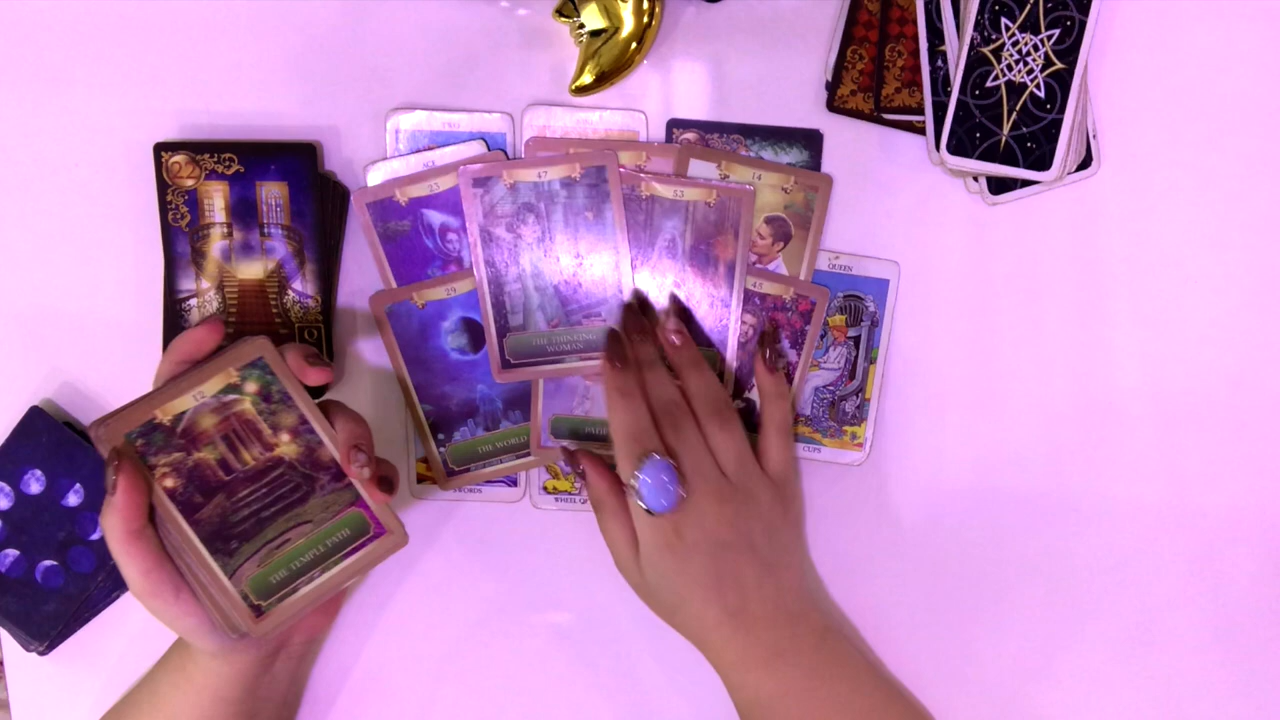 TWO
ACE
22
23
47
53
14
QUEEN
29
45
THE THINKING
WOMAN
Q
12
THE WORLD
CUPS
SWORDS
THE TEMPLE PATH